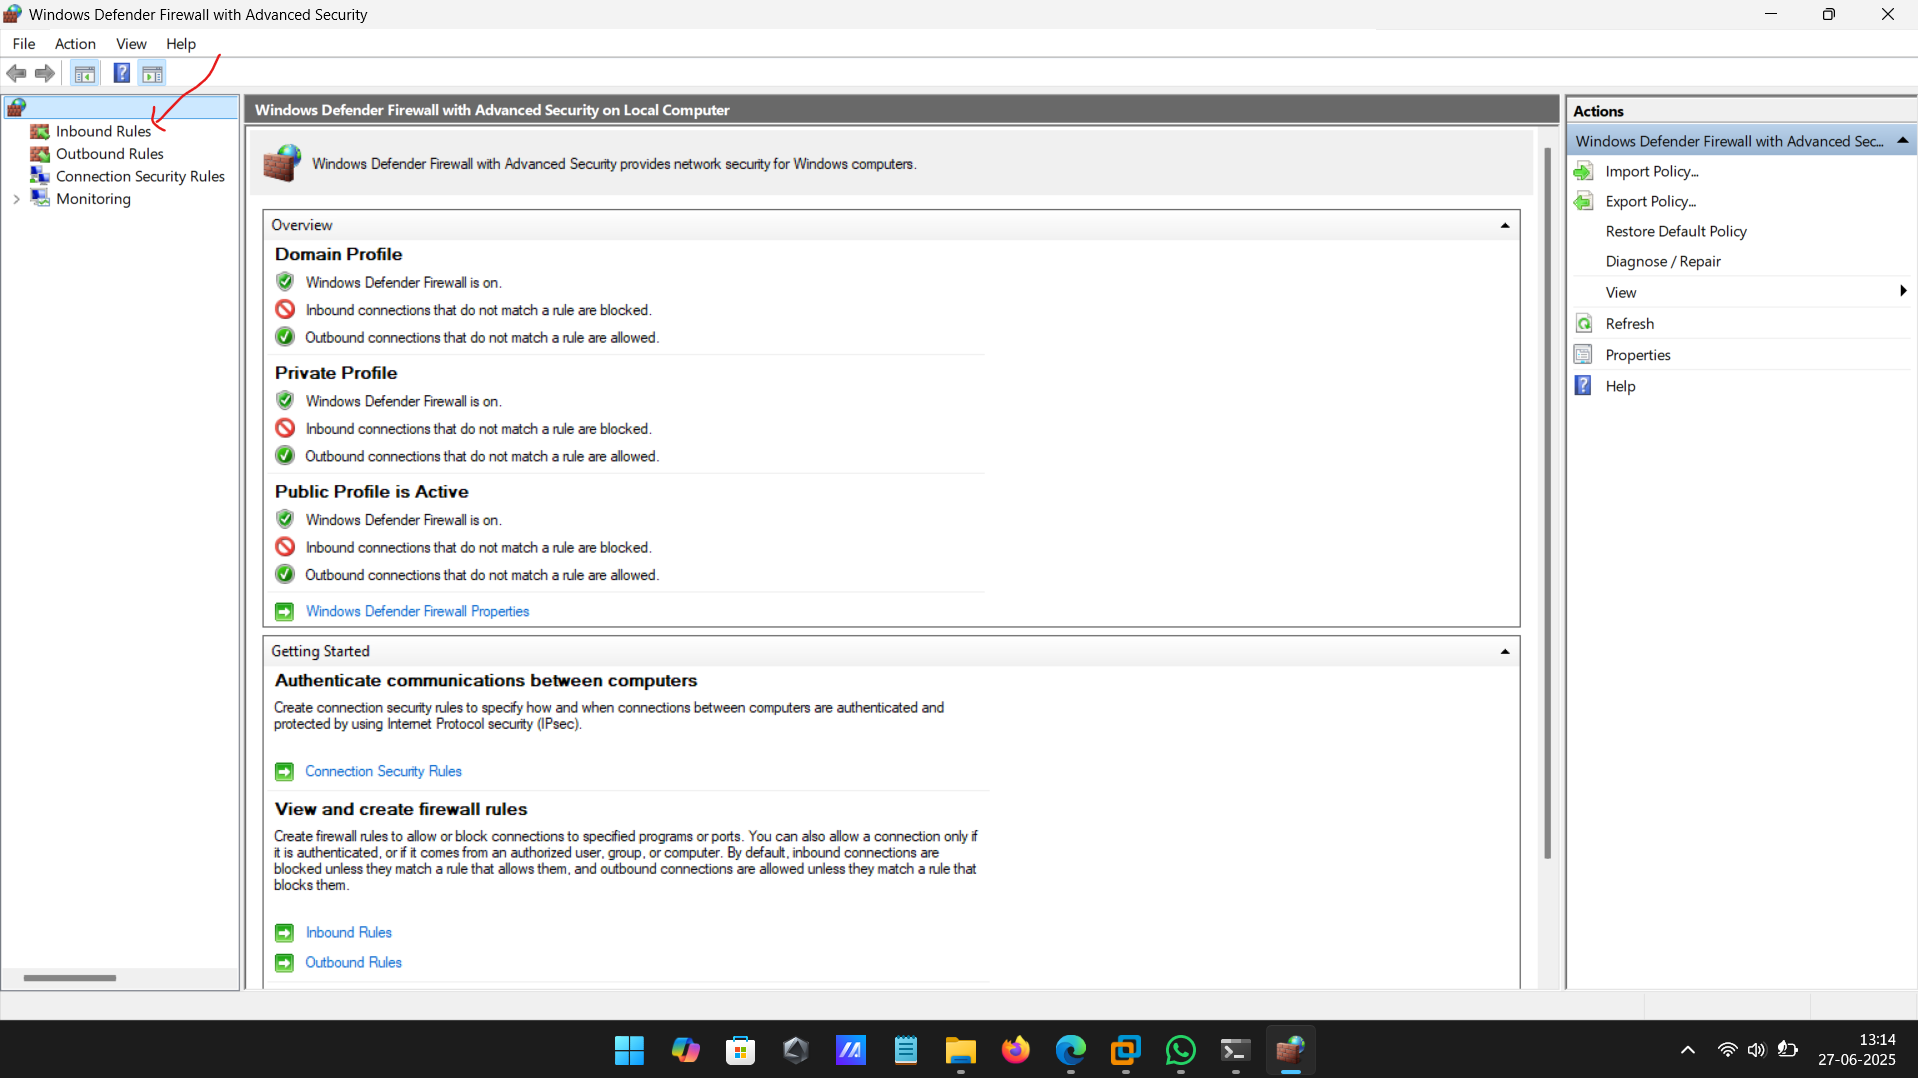 Windows Defender Firewall with Advanced Security
File Action View Help
Inbound Rules
Outbound Rules
Connection Security Rules
Monitoring
Windows Defender Firewall with Advanced Security on Local Computer
Windows Defender Firewall with Advanced Security provides network security for Windows computers.
Overview
Domain Profile
Windows Defender Firewall is on.
Inbound connections that do not match a rule are blocked.
Outbound connections that do not match a rule are allowed.
Private Profile
Windows Defender Firewall is on.
Inbound connections that do not match a rule are blocked.
Outbound connections that do not match a rule are allowed.
Public Profile is Active
Windows Defender Firewall is on.
Inbound connections that do not match a rule are blocked.
Outbound connections that do not match a rule are allowed.
Windows Defender Firewall Properties
Getting Started
Authenticate communications between computers
Create connection security rules to specify how and when connections between computers are authenticated and
protected by using Internet Protocol security (IPsec).
Connection Security Rules
View and create firewall rules
Create firewall rules to allow or block connections to specified programs or ports. You can also allow a connection only if
it is authenticated, or if it comes from an authorized user, group, or computer. By default, inbound connections are
blocked unless they match a rule that allows them, and outbound connections are allowed unless they match a rule that
blocks them.
Inbound Rules
Outbound Rules
Actions
Windows Defender Firewall with Advanced Sec...
Import Policy...
Export Policy...
Restore Default Policy
Diagnose / Repair
View
Refresh
Properties
Help
13:14
27-06-2025